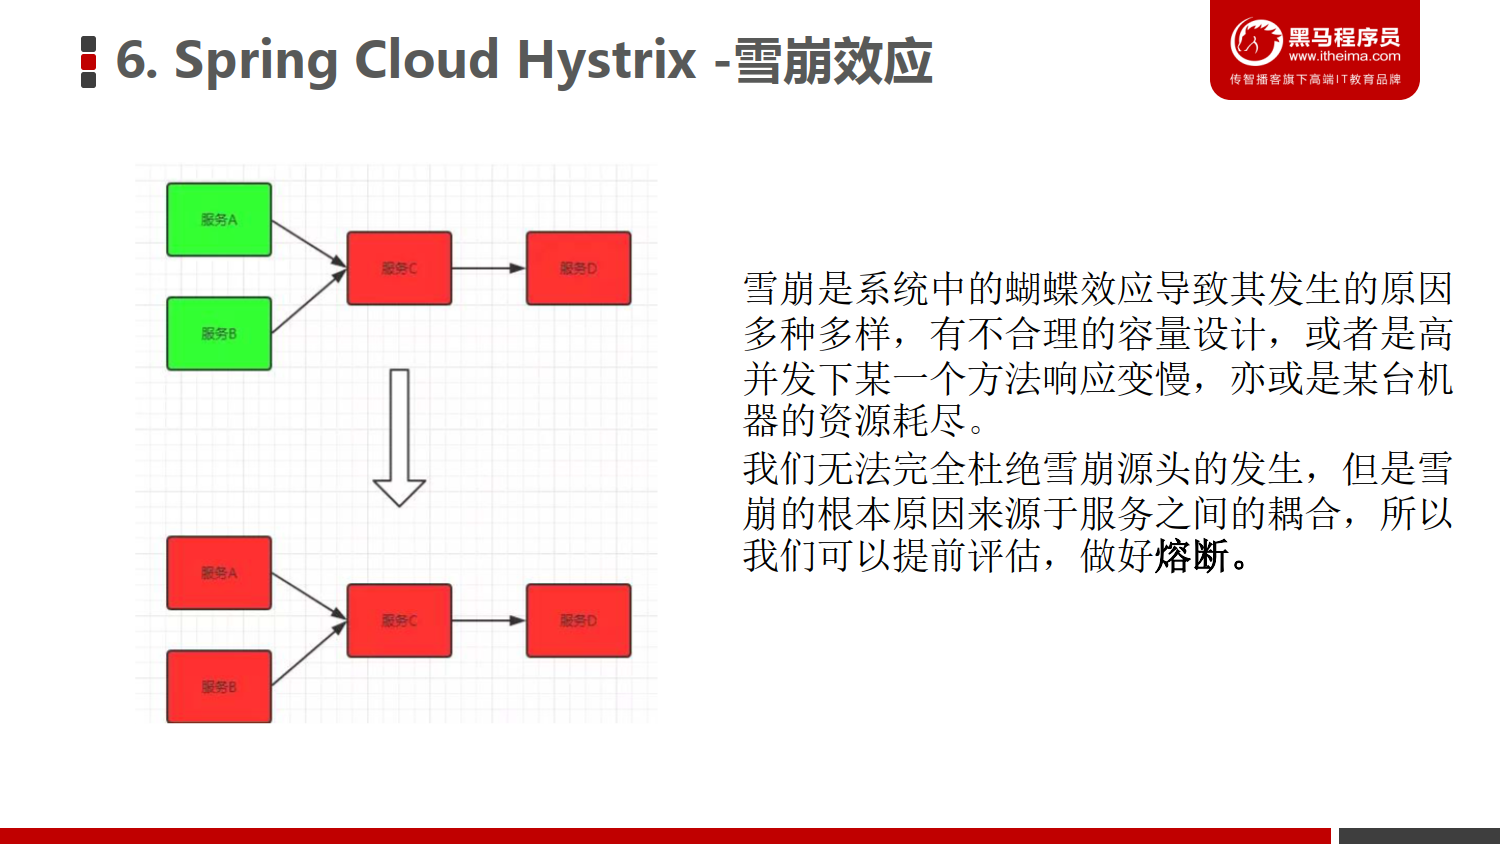 6. Spring Cloud Hystrix -雪崩效应
黑马程序员
www.itheima.com
传智播客旗下高端IT教育品牌
服务A
服务B
服务C
服务D
雪崩是系统中的蝴蝶效应导致其发生的原因
多种多样，有不合理的容量设计，或者是高
并发下某一个方法响应变慢，亦或是某台机
器的资源耗尽。
我们无法完全杜绝雪崩源头的发生，但是雪
崩的根本原因来源于服务之间的耦合，所以
我们可以提前评估，做好熔断。
服务A
服务B
服务C
服务D